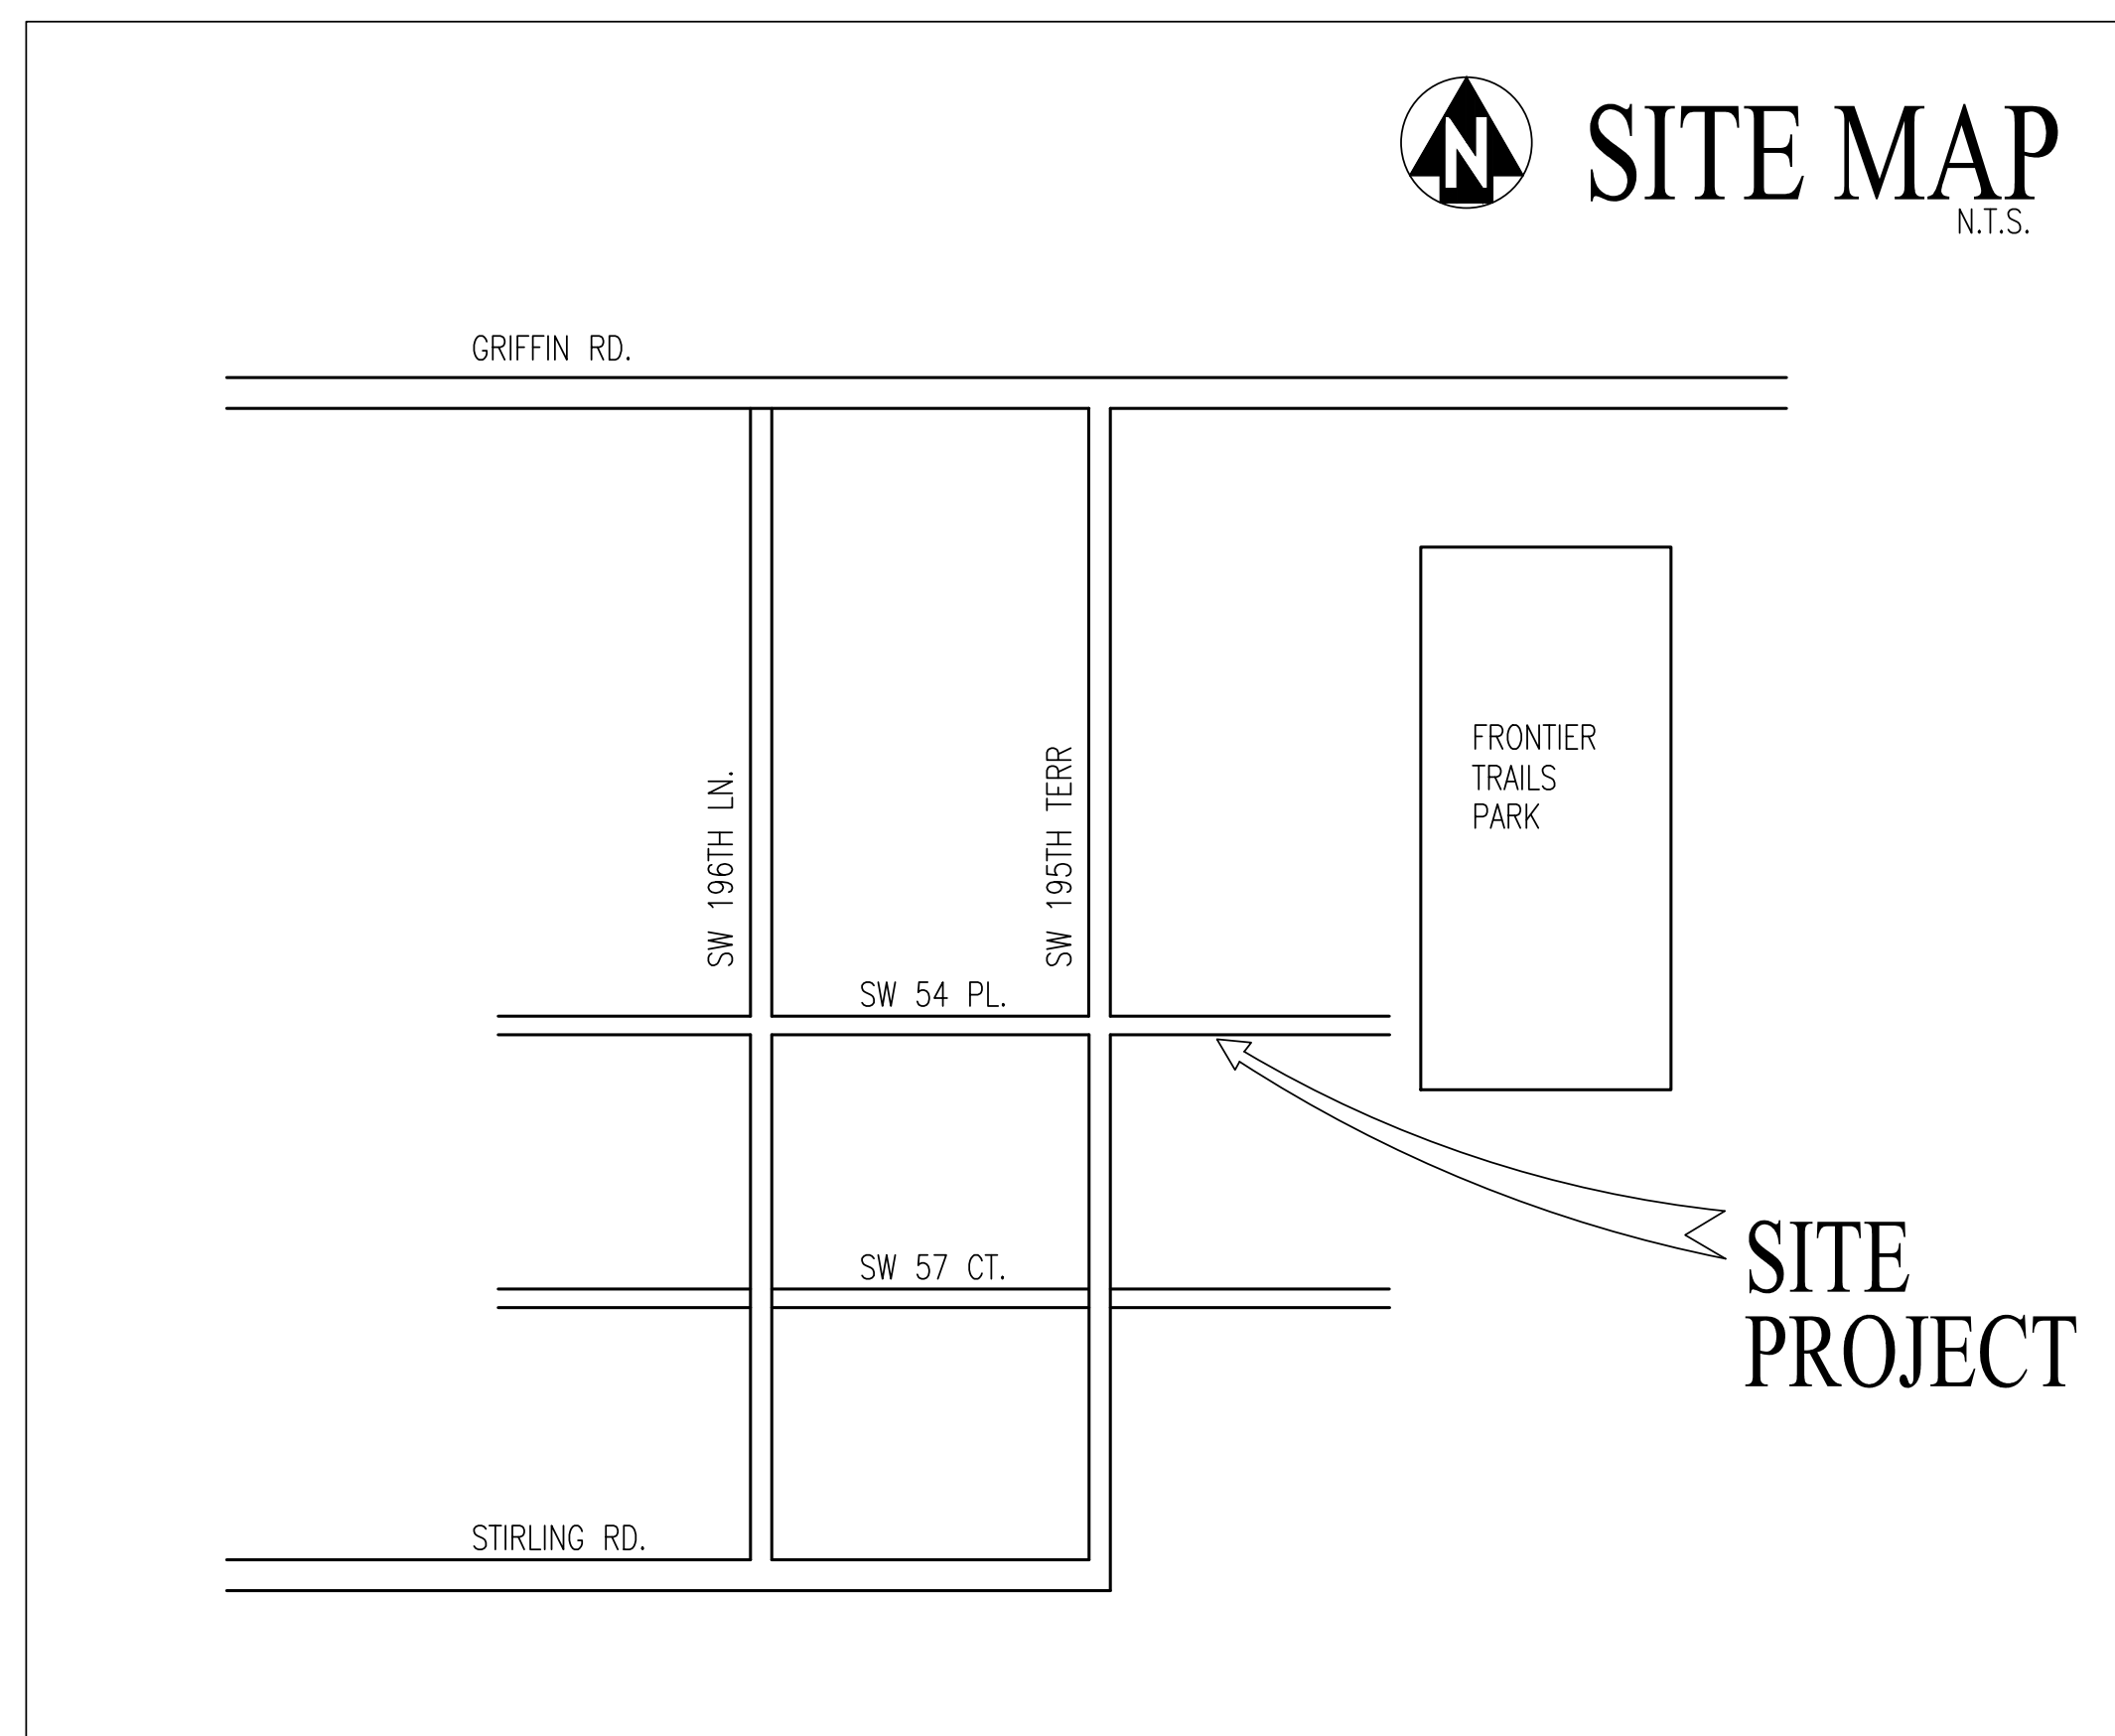 N
SITE MAP
N.T.S.
GRIFFIN RD.
FRONTIER
TRAILS
PARK
SW 196TH LN.
SW 195TH TERR
SW 54 PL.
SW 57 CT.
SITE
PROJECT
STIRLING RD.